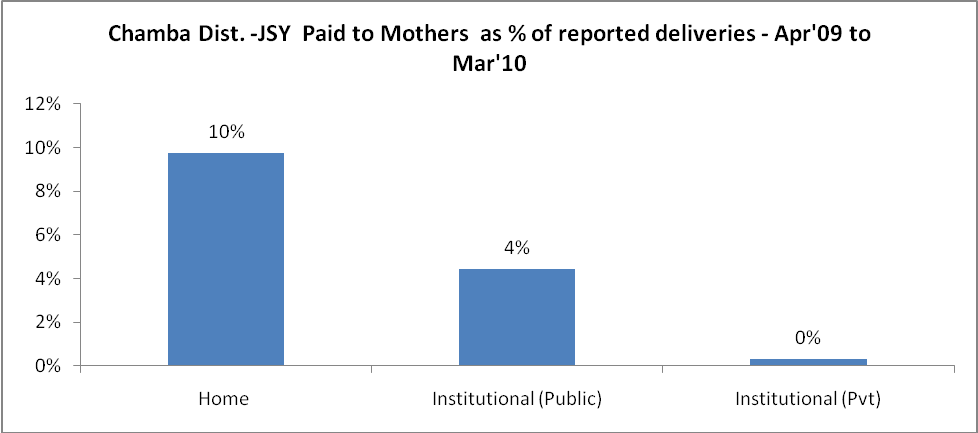 Chamba Dist. -JSY Paid to Mothers as % of reported deliveries - Apr'09 to
Mar'10
12%
10%
8%
6%
4%
2%
0%
10%
4%
0%
Home
Institutional (Public)
Institutional (Pvt)